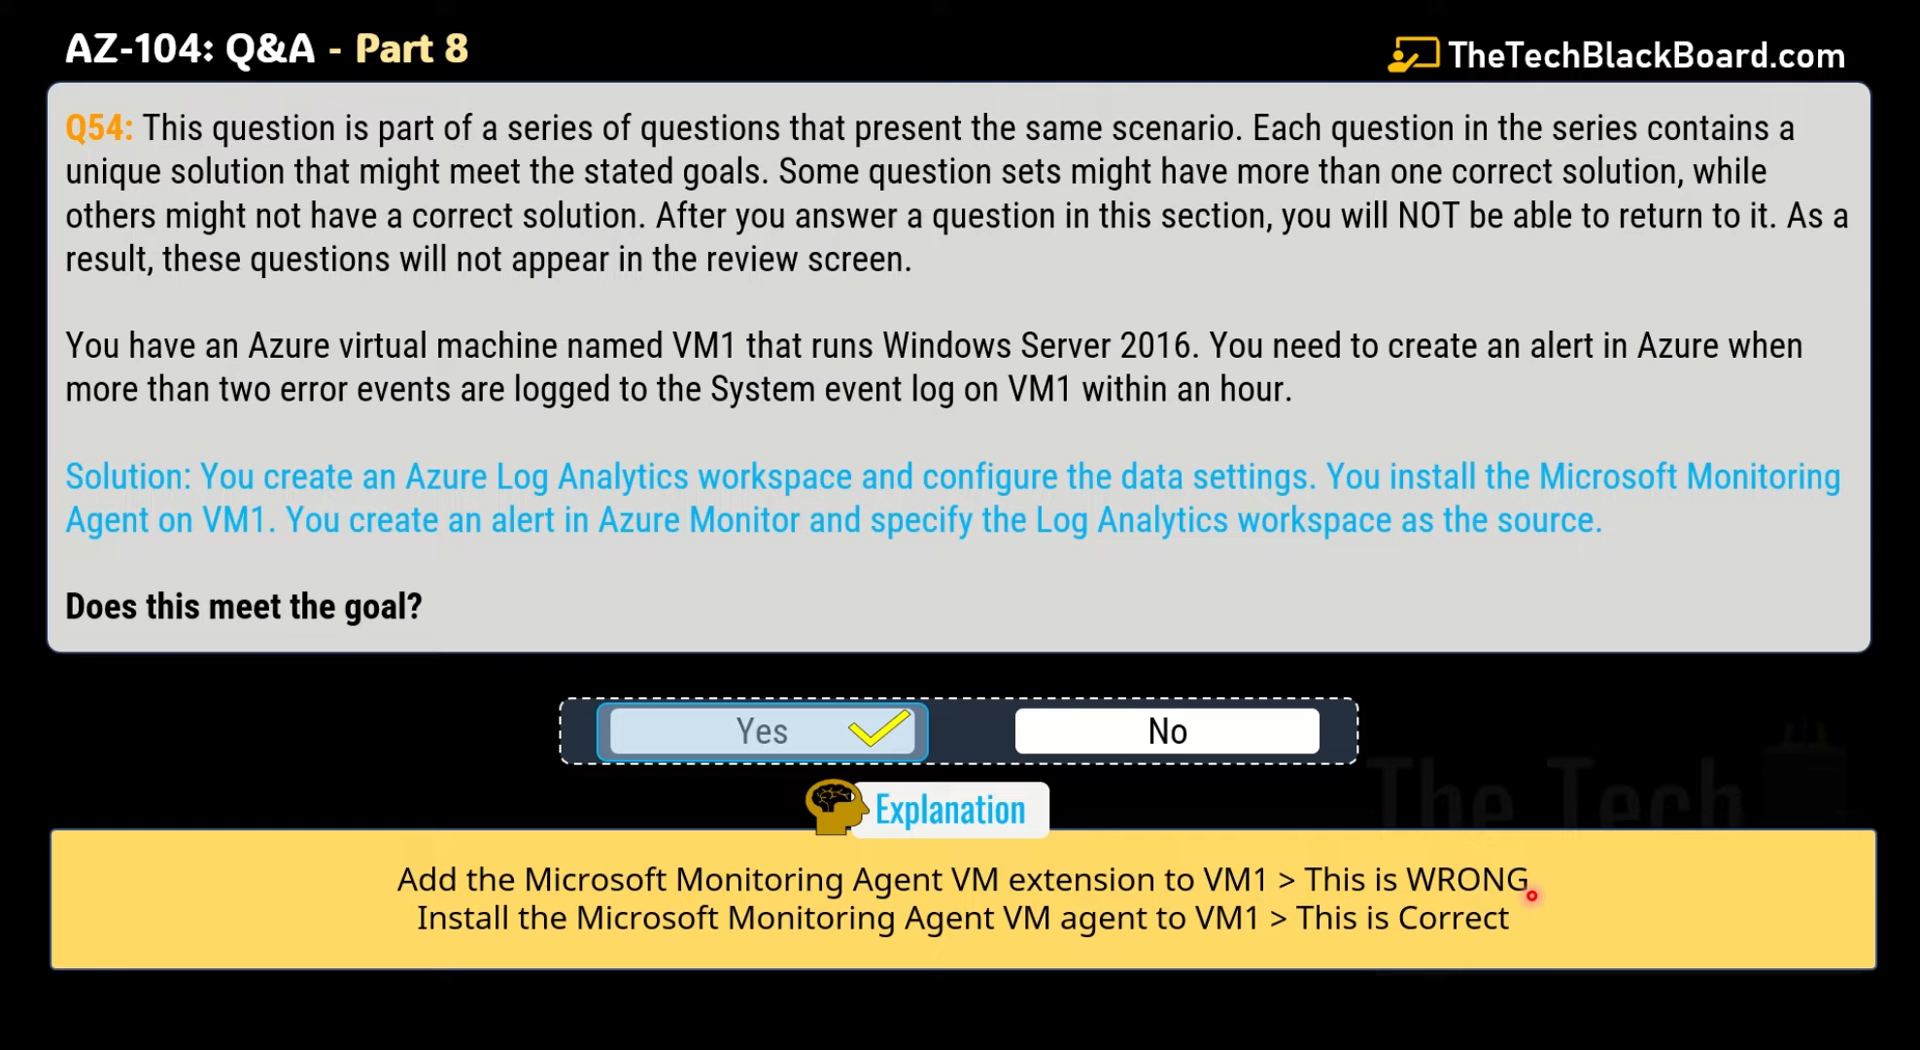 AZ-104: Q&A - Part 8
TheTechBlackBoard.com
Q54: This question is part of a series of questions that present the same scenario. Each question in the series contains a
unique solution that might meet the stated goals. Some question sets might have more than one correct solution, while
others might not have a correct solution. After you answer a question in this section, you will NOT be able to return to it. As a
result, these questions will not appear in the review screen.
You have an Azure virtual machine named VM1 that runs Windows Server 2016. You need to create an alert in Azure when
more than two error events are logged to the System event log on VM1 within an hour.
Solution: You create an Azure Log Analytics workspace and configure the data settings. You install the Microsoft Monitoring
Agent on VM1. You create an alert in Azure Monitor and specify the Log Analytics workspace as the source.
Does this meet the goal?
Yes
No
The Tech
Explanation
Add the Microsoft Monitoring Agent VM extension to VM1 > This is WRONG
Install the Microsoft Monitoring Agent VM agent to VM1 > This is Correct